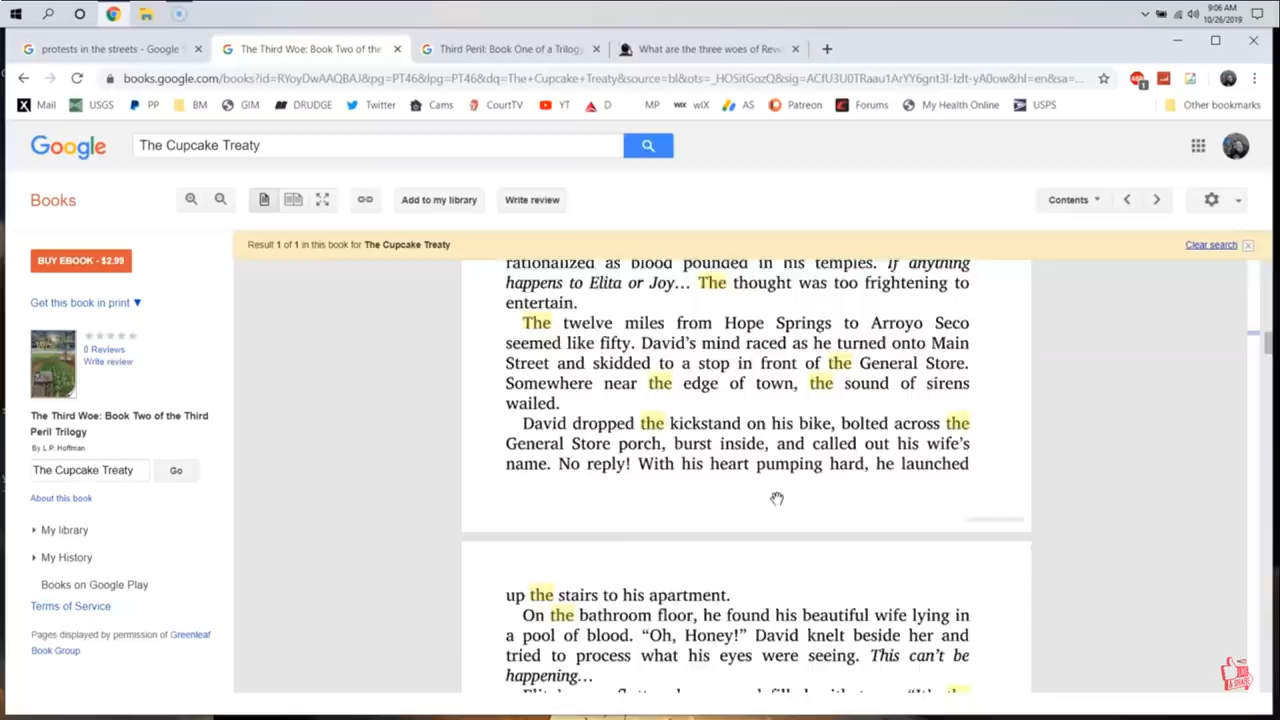 9:06 AM
10/26/2019
protests in the streets - Google S
The Third Woe: Book Two of the
Third Peril: Book One of a Trilogy
What are the three woes of Reve
books.google.com/books?id=RYoyDwAAQBAJ&pg=PT46&lpg=PT46&dq=The+Cupcake+Treaty&source=bl&ots=_HOSitGozQ&sig=ACfU3U0TRaau1ArYY6gnt3I-Izlt-yA0ow&hl=en&sa=...
Mail USGS PP BM GIM DRUDGE Twitter Cams CourtTV YT D MP wIX AS Patreon Forums My Health Online USPS Other bookmarks
Google The Cupcake Treaty
Books Add to my library Write review Contents
Result 1 of 1 in this book for The Cupcake Treaty Clear search
BUY EBOOK - $2.99
Get this book in print ▼
0 Reviews
Write review
The Third Woe: Book Two of the Third
Peril Trilogy
By L.P. Hoffman
The Cupcake Treaty Go
About this book
My library
My History
Books on Google Play
Terms of Service
Pages displayed by permission of Greenleaf
Book Group.
rationalized as blood pounded in his temples. If anything
happens to Elita or Joy… The thought was too frightening to
entertain.
The twelve miles from Hope Springs to Arroyo Seco
seemed like fifty. David's mind raced as he turned onto Main
Street and skidded to a stop in front of the General Store.
Somewhere near the edge of town, the sound of sirens
wailed.
David dropped the kickstand on his bike, bolted across the
General Store porch, burst inside, and called out his wife's
name. No reply! With his heart pumping hard, he launched
up the stairs to his apartment.
On the bathroom floor, he found his beautiful wife lying in
a pool of blood. “Oh, Honey!” David knelt beside her and
tried to process what his eyes were seeing. This can't be
happening…
& SHARE